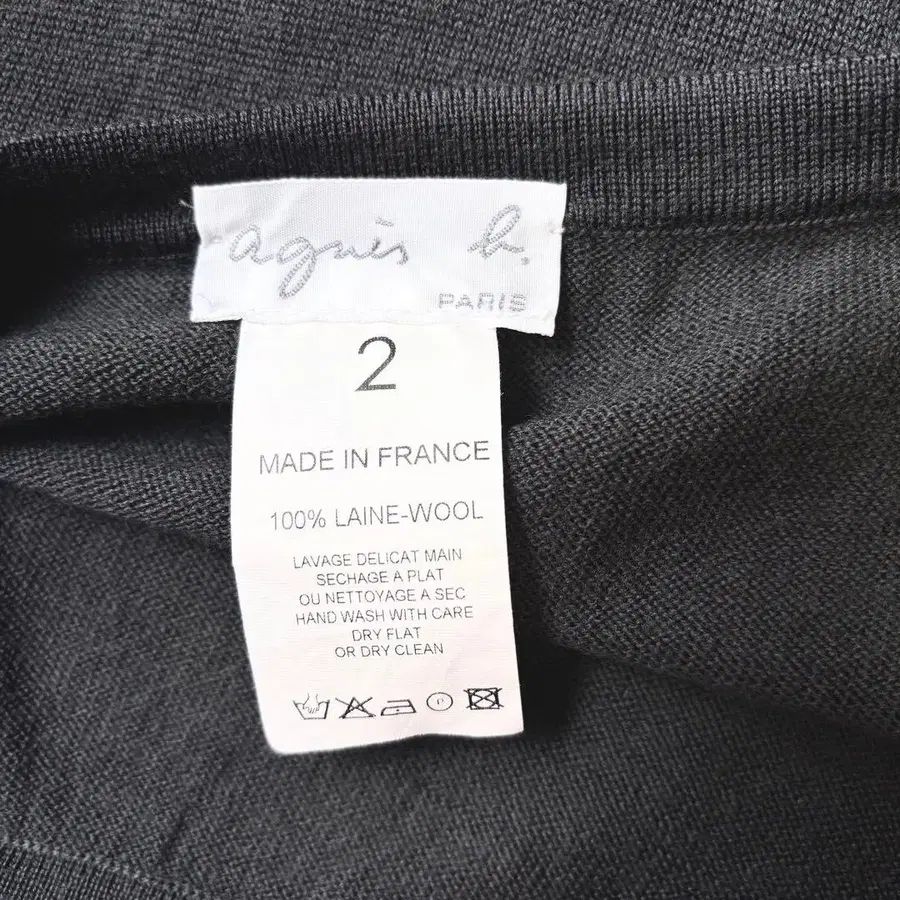 agnès b.
PARIS
2
MADE IN FRANCE
100% LAINE-WOOL
LAVAGE DELICAT MAIN
SECHAGE A PLAT
OU NETTOYAGE A SEC
HAND WASH WITH CARE
DRY FLAT
OR DRY CLEAN
P